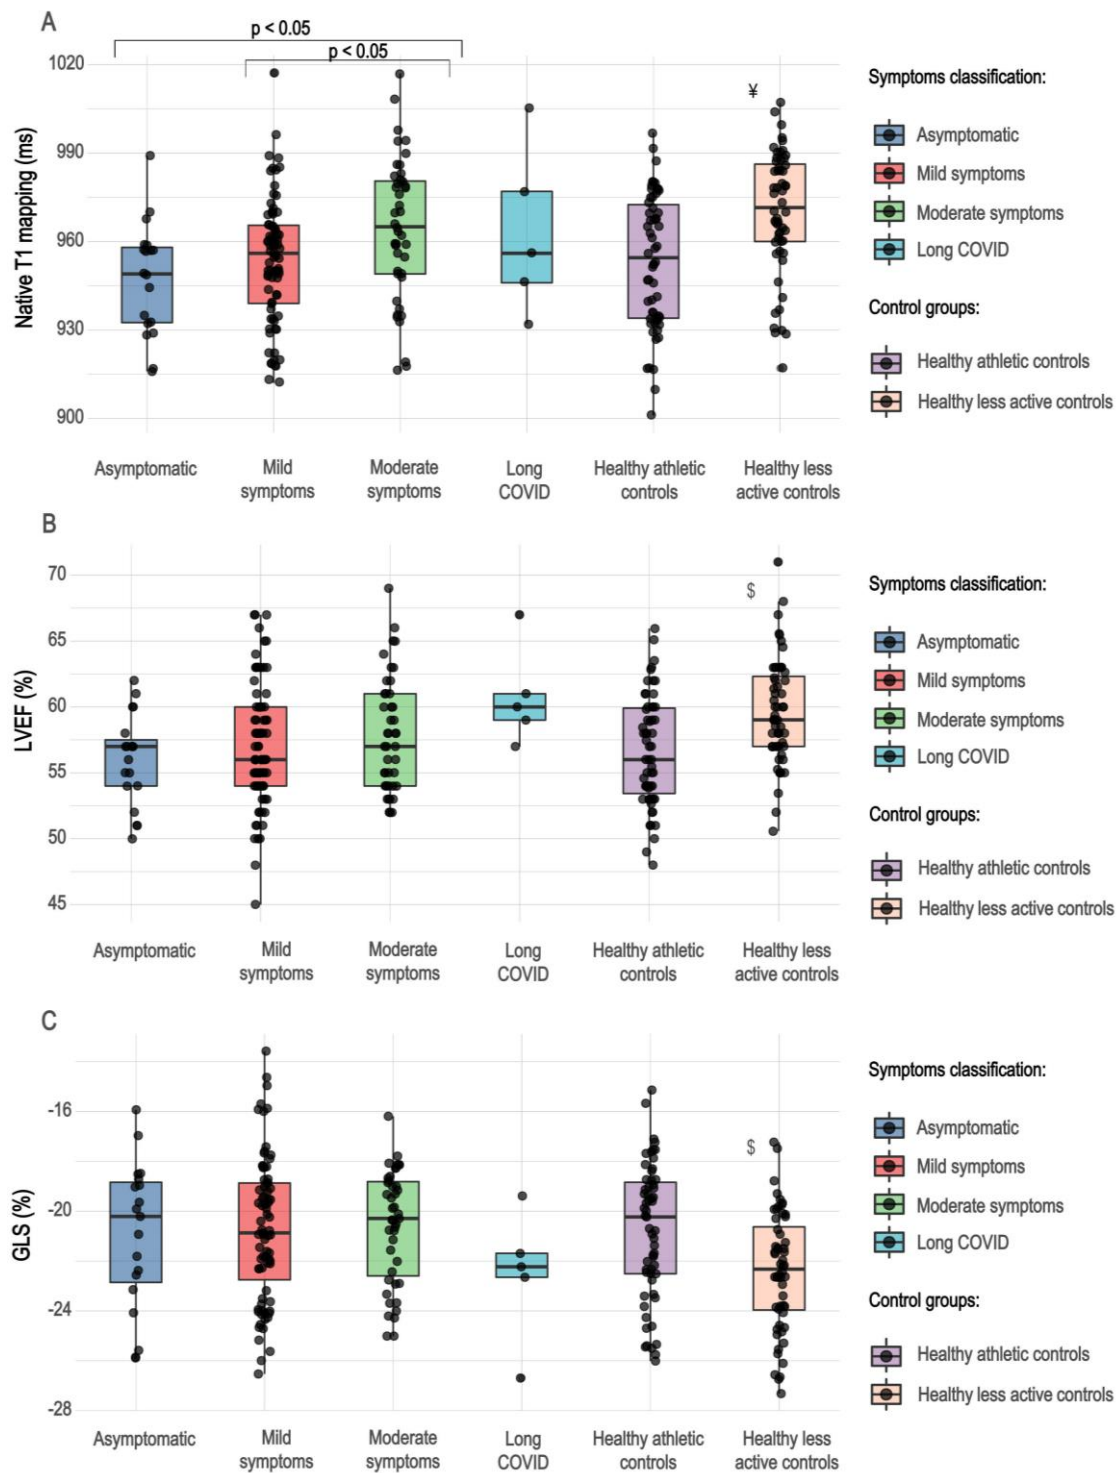 A
p < 0.05
p < 0.05
1020
990
960
930
900
Native T1 mapping (ms)
¥
Asymptomatic
Mild
symptoms
Moderate
symptoms
Long
COVID
Healthy athletic
controls
Healthy less
active controls
Symptoms classification:
Asymptomatic
Mild symptoms
Moderate symptoms
Long COVID
Control groups:
Healthy athletic controls
Healthy less active controls
B
70
65
60
55
50
45
LVEF (%)
$
Asymptomatic
Mild
symptoms
Moderate
symptoms
Long
COVID
Healthy athletic
controls
Healthy less
active controls
Symptoms classification:
Asymptomatic
Mild symptoms
Moderate symptoms
Long COVID
Control groups:
Healthy athletic controls
Healthy less active controls
C
-16
-20
-24
-28
GLS (%)
$
Asymptomatic
Mild
symptoms
Moderate
symptoms
Long
COVID
Healthy athletic
controls
Healthy less
active controls
Symptoms classification:
Asymptomatic
Mild symptoms
Moderate symptoms
Long COVID
Control groups:
Healthy athletic controls
Healthy less active controls